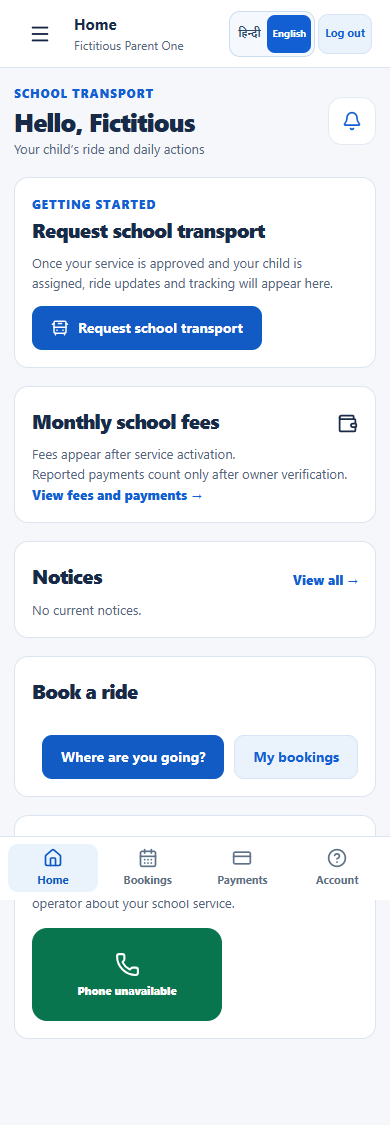 Home
Fictitious Parent One
हिन्दी
English
Log out
SCHOOL TRANSPORT
Hello, Fictitious
Your child's ride and daily actions
GETTING STARTED
Request school transport
Once your service is approved and your child is
assigned, ride updates and tracking will appear here.
Request school transport
Monthly school fees
Fees appear after service activation.
Reported payments count only after owner verification.
View fees and payments →
Notices
View all →
No current notices.
Book a ride
Where are you going?
My bookings
Home
Bookings
Payments
Account
operator about your school service.
Phone unavailable